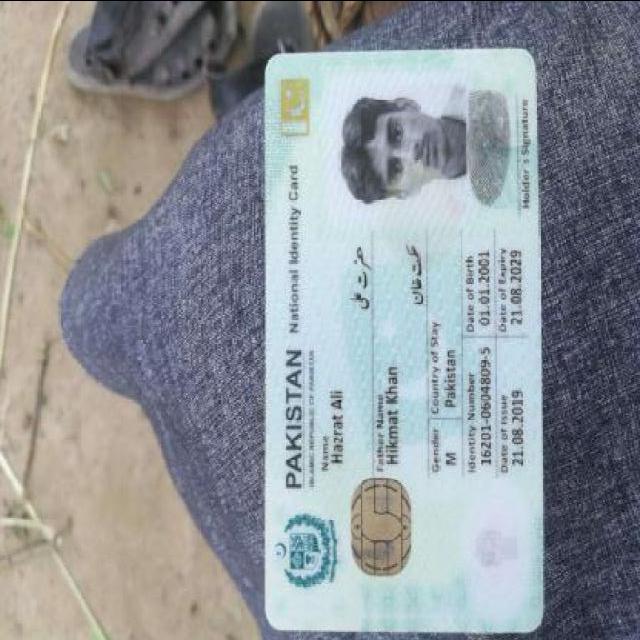 PAKISTAN National Identity Card
ISLAMIC REPUBLIC OF PAKISTAN
Name
Hazrat Ali
حضرت علی
Father Name
Hikmat Khan
حکمت خان
Gender Country of Stay
M Pakistan
Identity Number Date of Birth
16201-0604809-5 01.01.2001
Date of Issue Date of Expiry
21.08.2019 21.08.2029
Holder's Signature